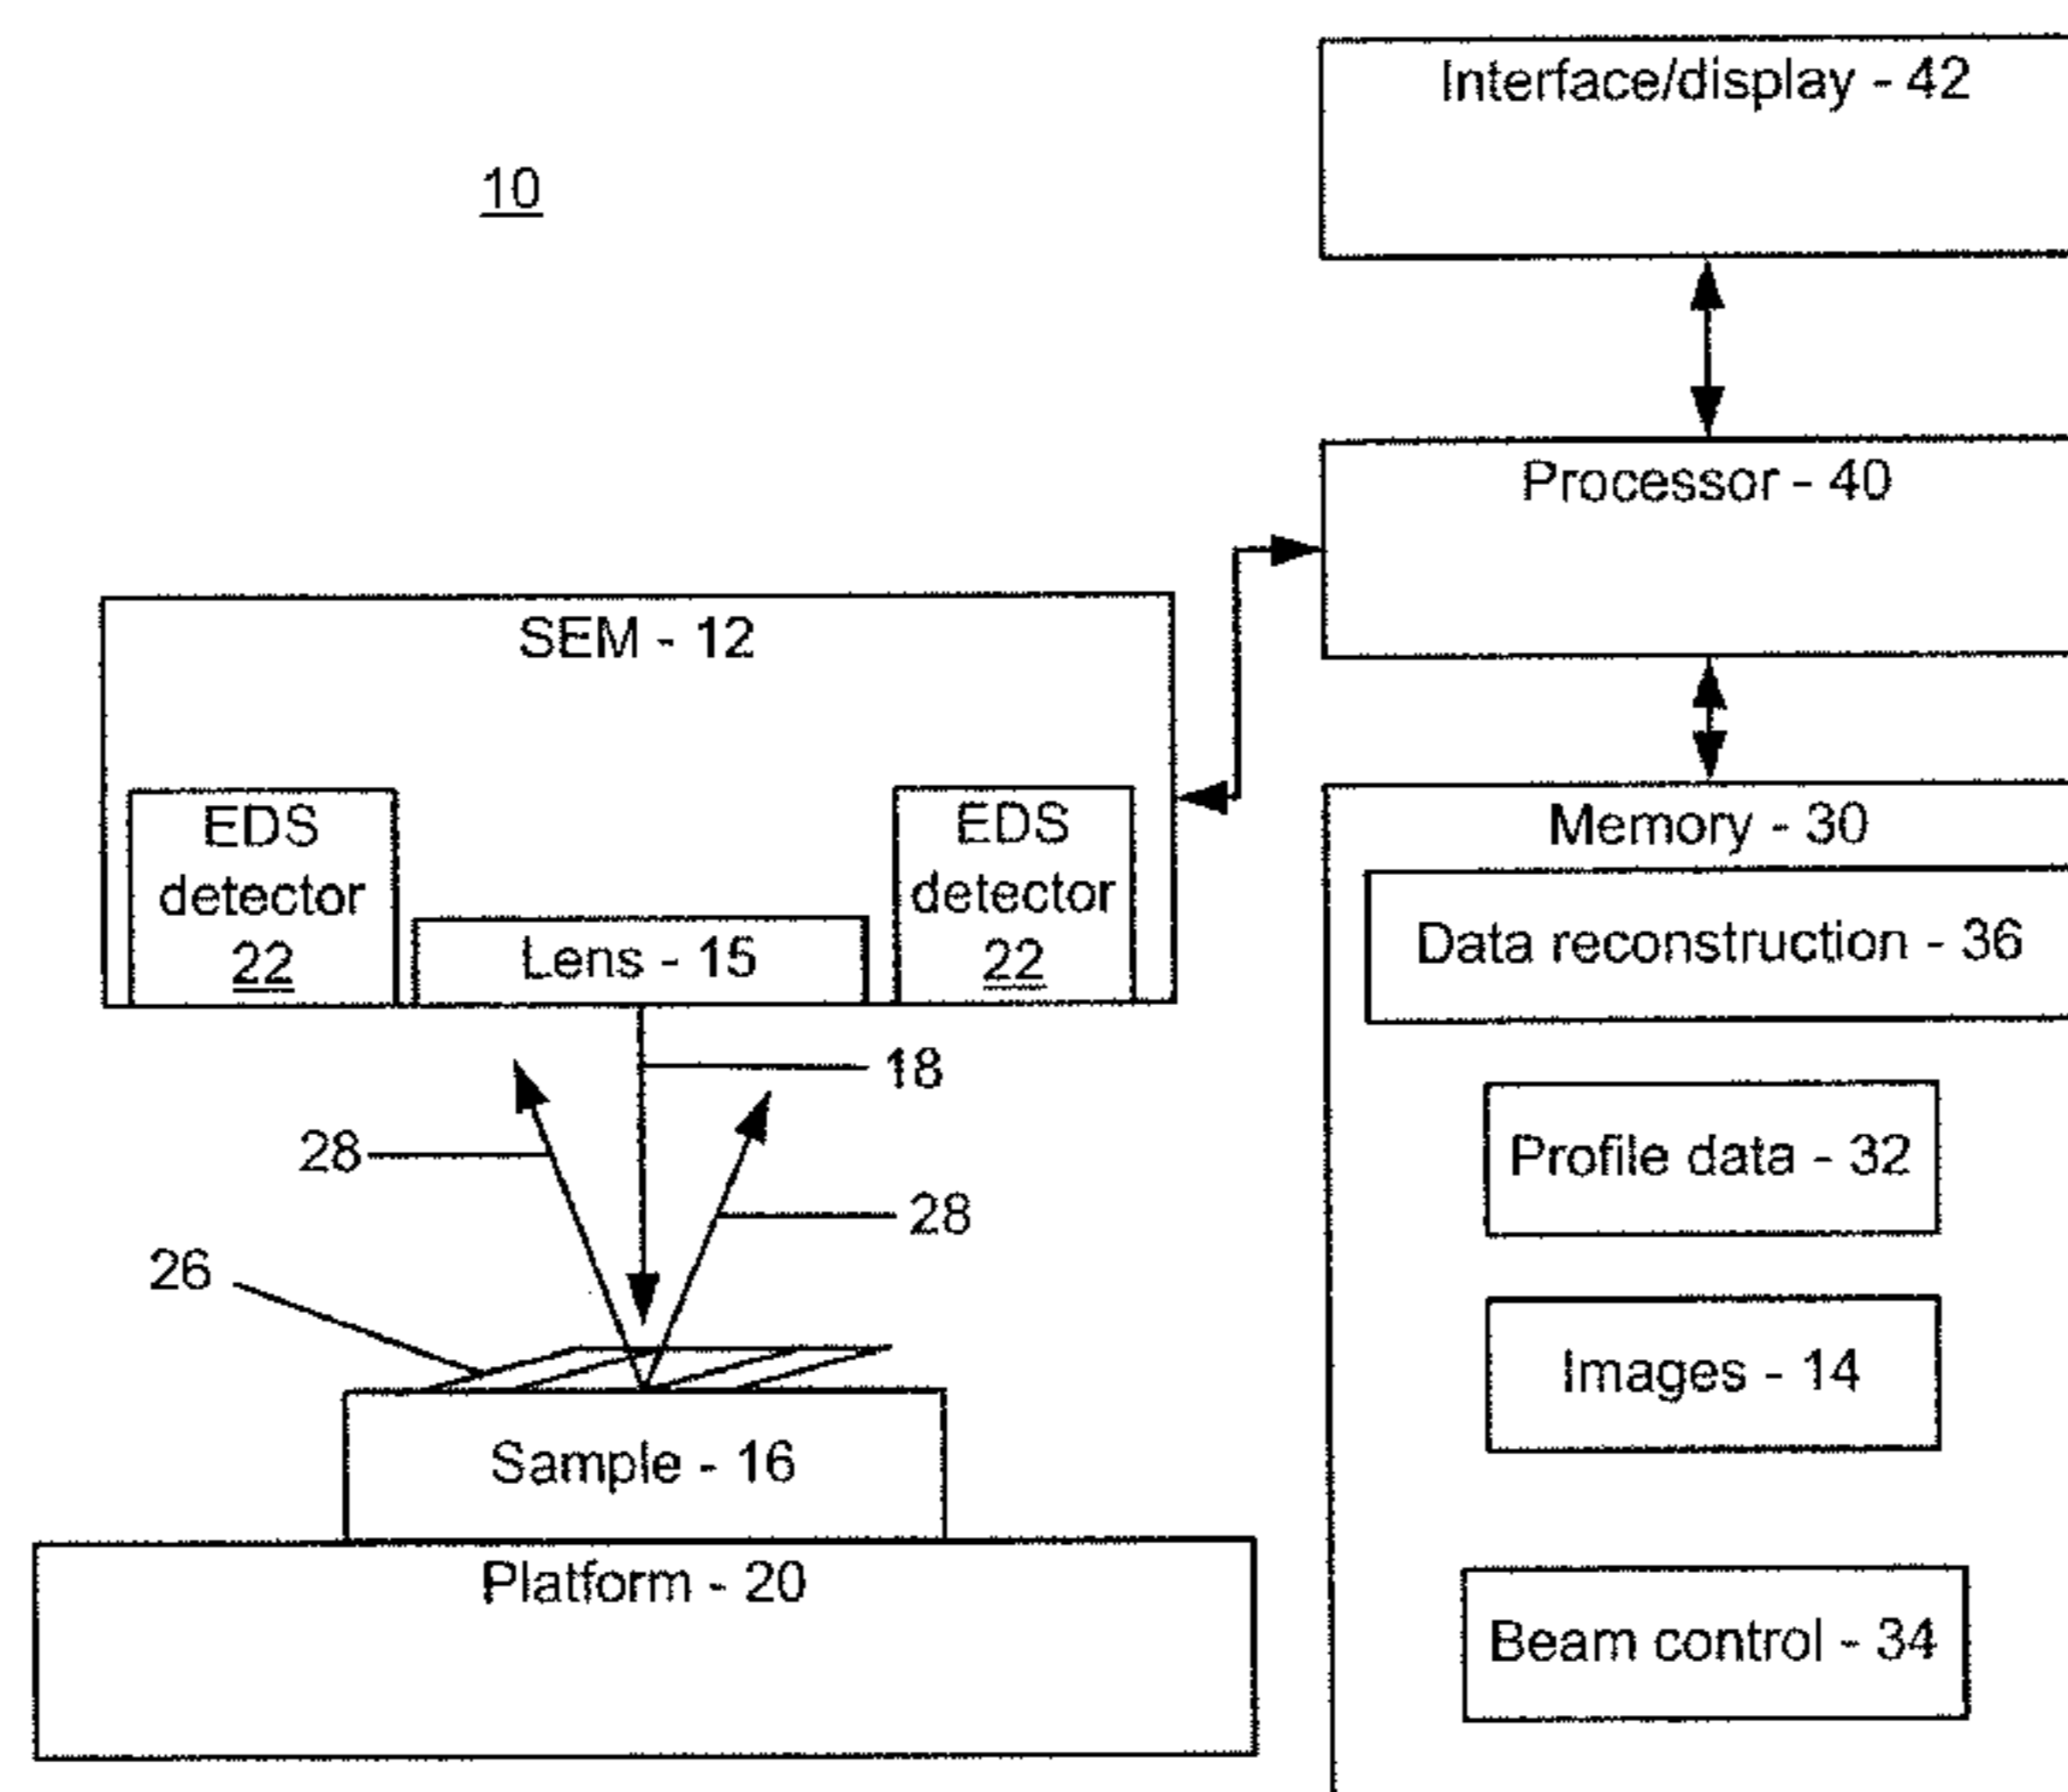 10
Interface/display - 42
Processor - 40
SEM - 12
EDS
detector
22
Lens - 15
EDS
detector
22
18
28
28
26
Sample - 16
Platform - 20
Memory - 30
Data reconstruction - 36
Profile data - 32
Images - 14
Beam control - 34